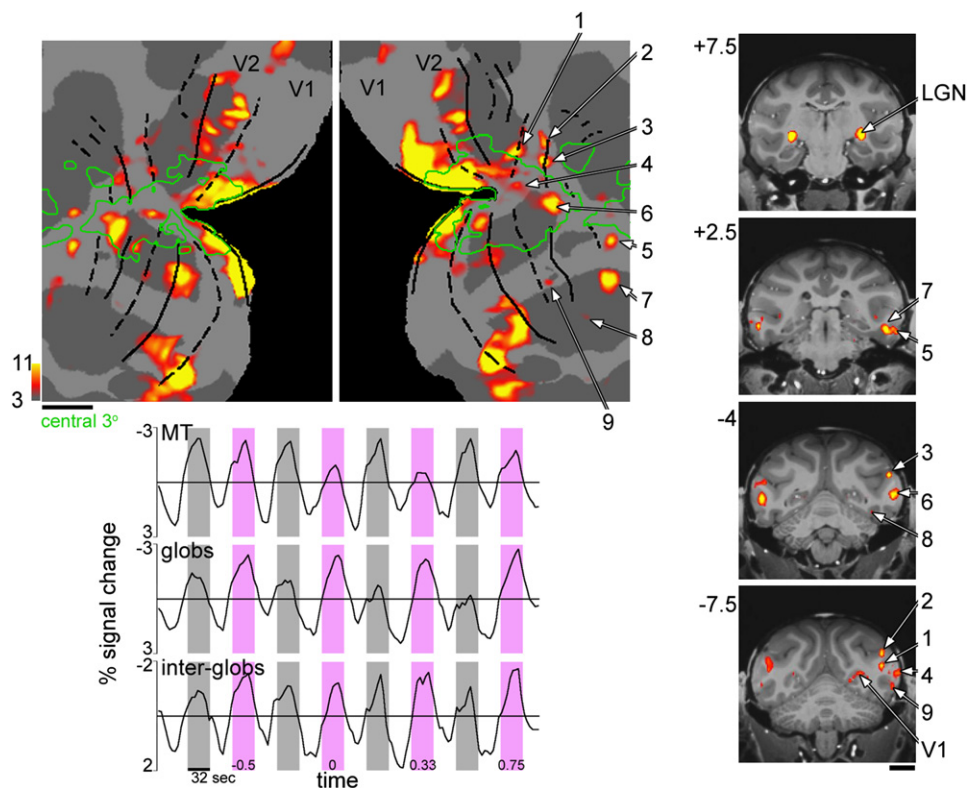 V2
V1
V2
V1
1
2
3
4
6
5
7
8
9
11
3
central 3°
+7.5
LGN
+2.5
7
5
-4
3
6
8
-7.5
2
1
4
9
V1
% signal change
-3
MT
3
-3
globs
3
-2
inter-globs
2
32 sec
-0.5
0
0.33
0.75
time